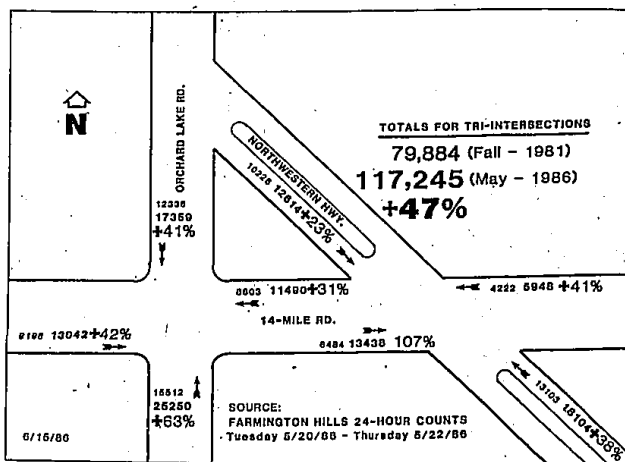 N
ORCHARD LAKE RD.
NORTHWESTERN HWY.
TOTALS FOR TRI-INTERSECTIONS
79,884 (Fall - 1981)
117,245 (May - 1986)
+47%
10226 12614+23%
12336
17359
+41%
8603 11490+31%
4222 5948 +41%
14-MILE RD.
9196 13042+42%
6484 13438 107%
15512
25250
+63%
13103 18104+38%
SOURCE:
FARMINGTON HILLS 24-HOUR COUNTS
Tuesday 5/20/86 - Thursday 5/22/86
6/15/86